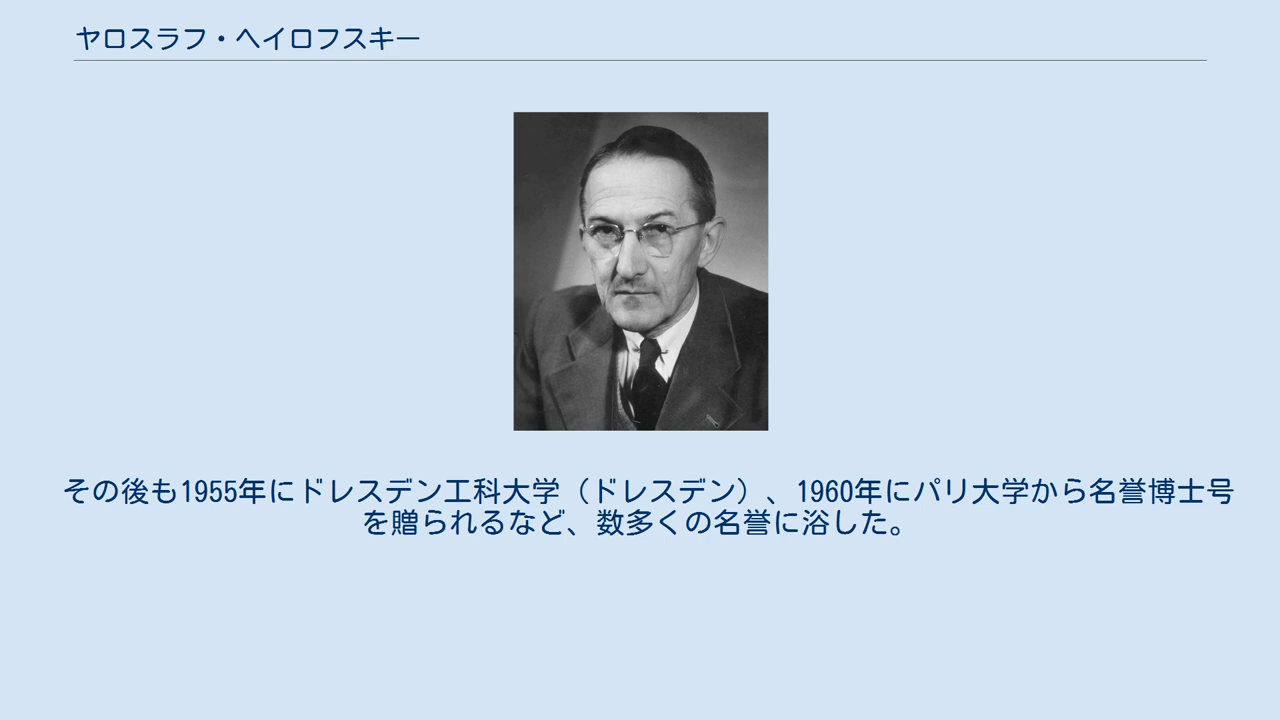 ヤロスラフ・ヘイロフスキー
その後も1955年にドレスデン工科大学（ドレスデン）、1960年にパリ大学から名誉博士号
を贈られるなど、数多くの名誉に浴した。